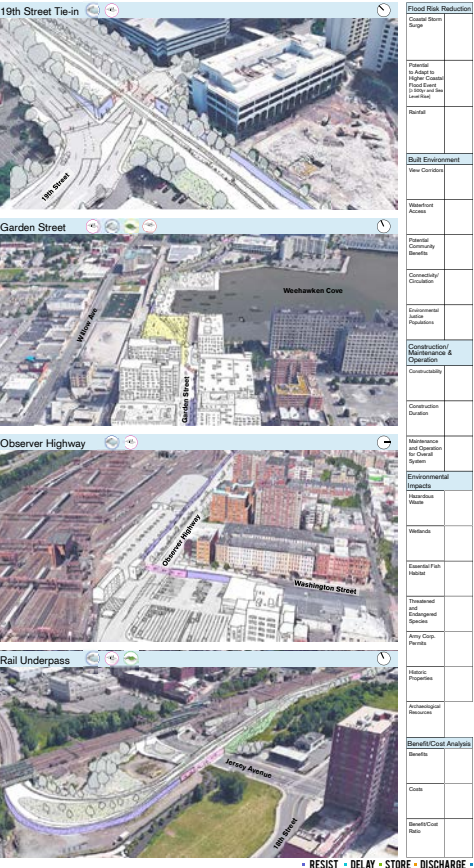 19th Street Tie-in
19th Street
Garden Street
Weehawken Cove
Willow Ave
Garden Street
Observer Highway
Observer Highway
Washington Street
Rail Underpass
Jersey Avenue
18th Street
Flood Risk Reduction
Coastal Storm
Surge
Potential
to Adapt to
Higher Coastal
Flood Event
Level Rise)
Rainfall
Built Environment
View Corridors
Waterfront
Access
Potential
Community
Benefits
Connectivity/
Circulation
Environmental
Justice
Populations
Construction/
Maintenance &
Operation
Constructability
Construction
Duration
Maintenance
and Operation
for Overall
System
Environmental
Impacts
Hazardous
Waste
Wetlands
Essential Fish
Habitat
Threatened
and
Endangered
Species
Army Corp.
Permits
Historic
Properties
Archaeological
Resources
Benefit/Cost Analysis
Benefits
Costs
Benefit/Cost
Ratio
RESIST DELAY STORE DISCHARGE